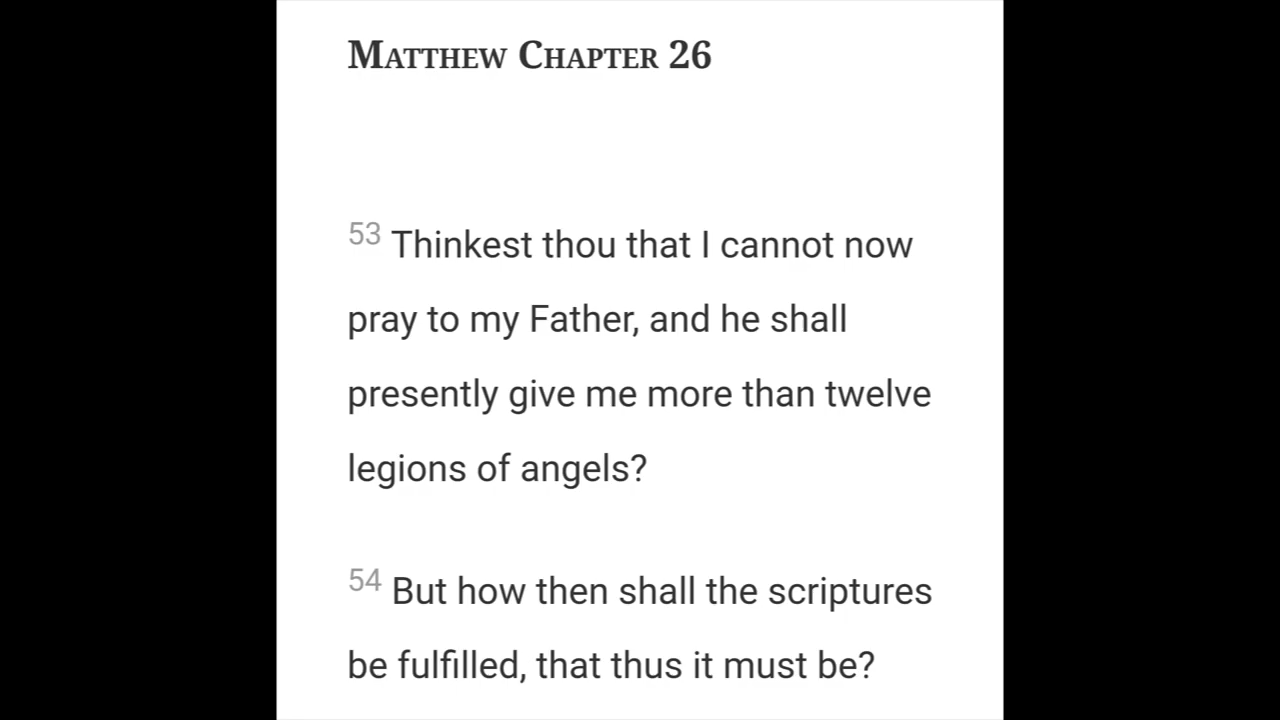 Matthew Chapter 26
53 Thinkest thou that I cannot now
pray to my Father, and he shall
presently give me more than twelve
legions of angels?
54 But how then shall the scriptures
be fulfilled, that thus it must be?